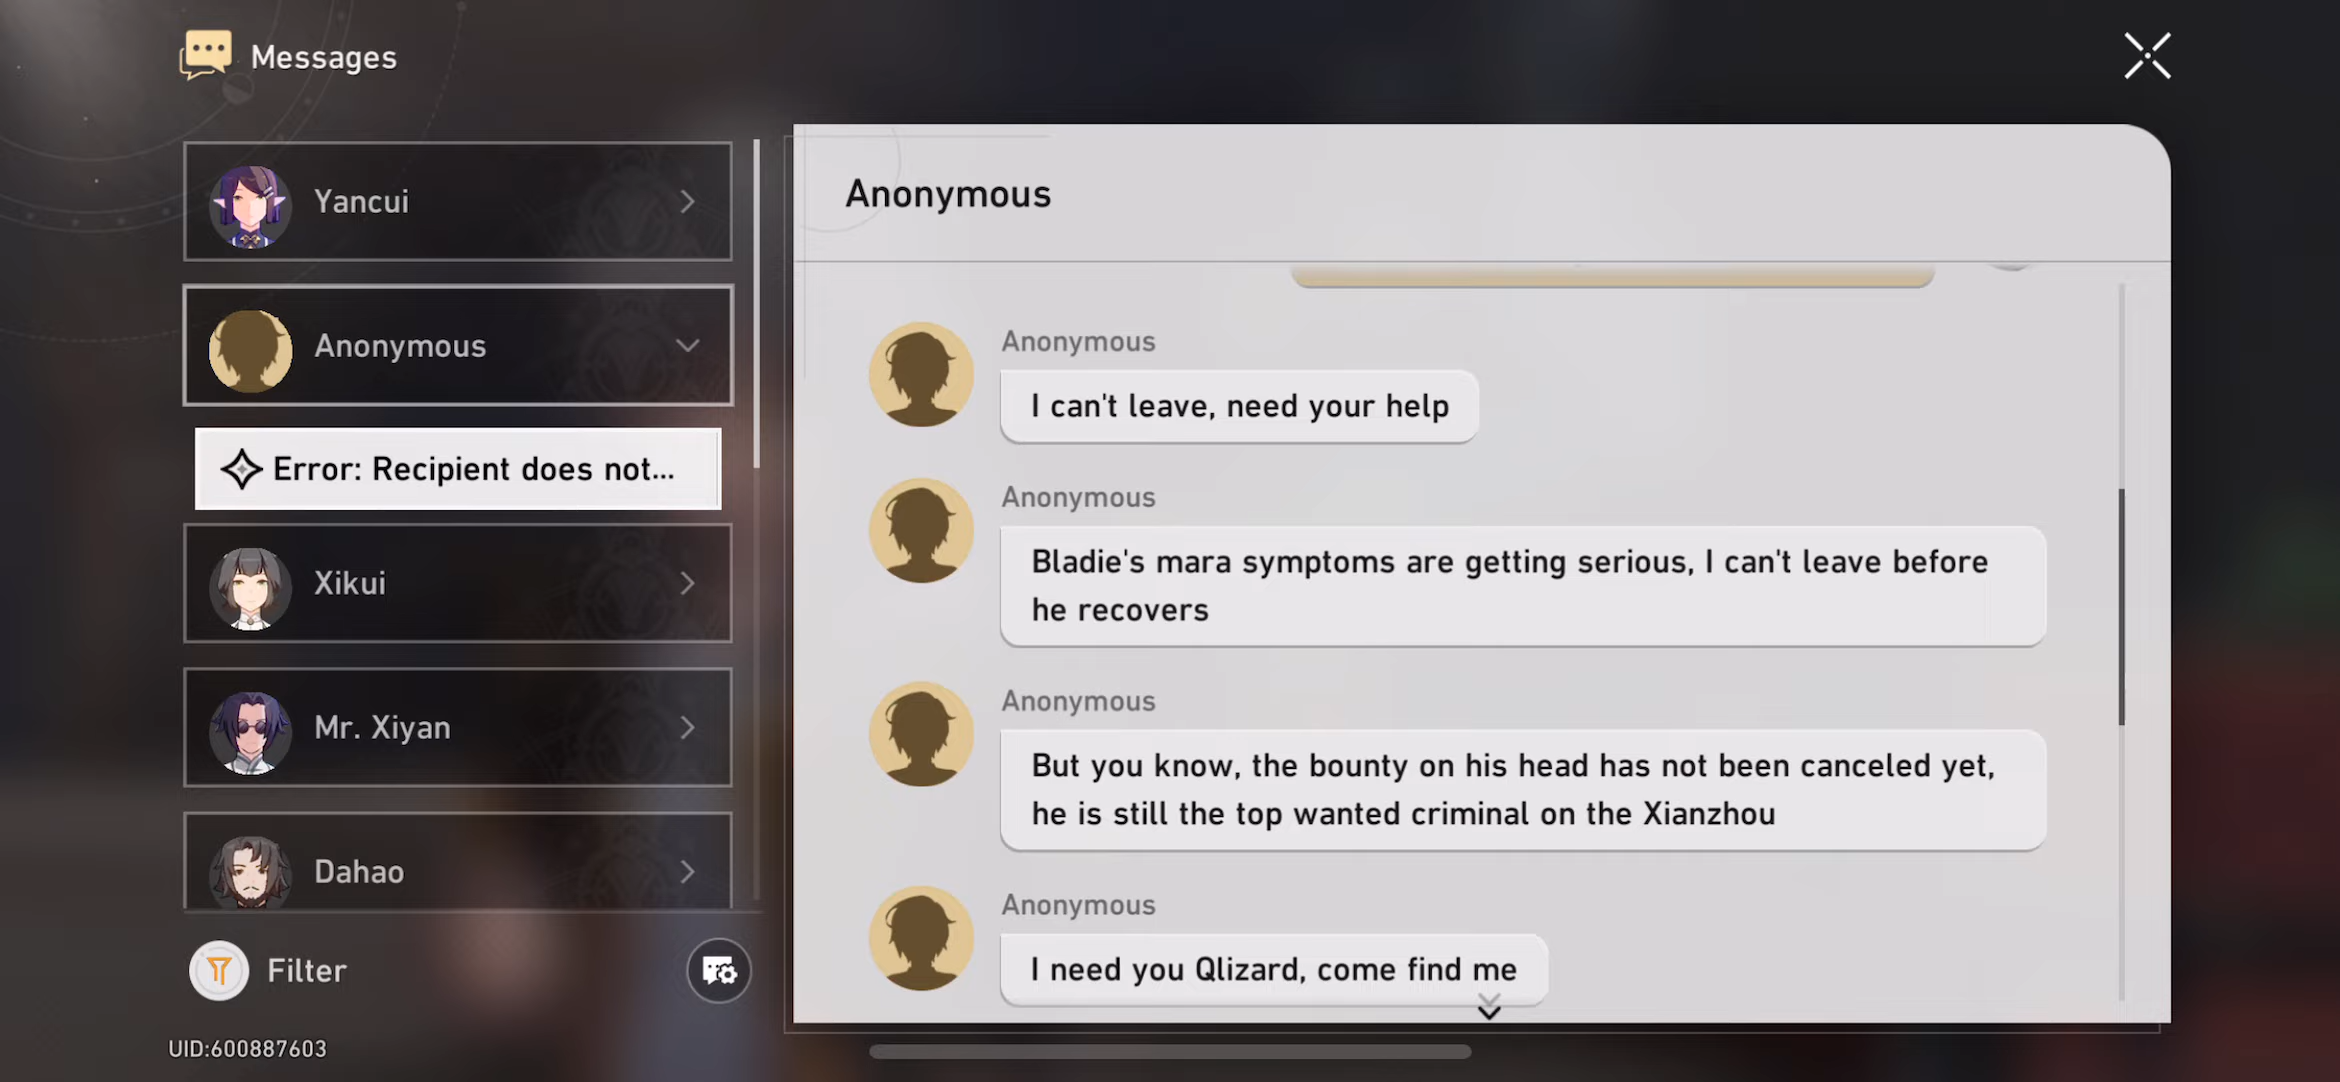 Messages
Yancui
Anonymous
Error: Recipient does not...
Xikui
Mr. Xiyan
Dahao
Filter
UID:600887603
Anonymous
Anonymous
I can't leave, need your help
Anonymous
Bladie's mara symptoms are getting serious, I can't leave before
he recovers
Anonymous
But you know, the bounty on his head has not been canceled yet,
he is still the top wanted criminal on the Xianzhou
Anonymous
I need you Qlizard, come find me